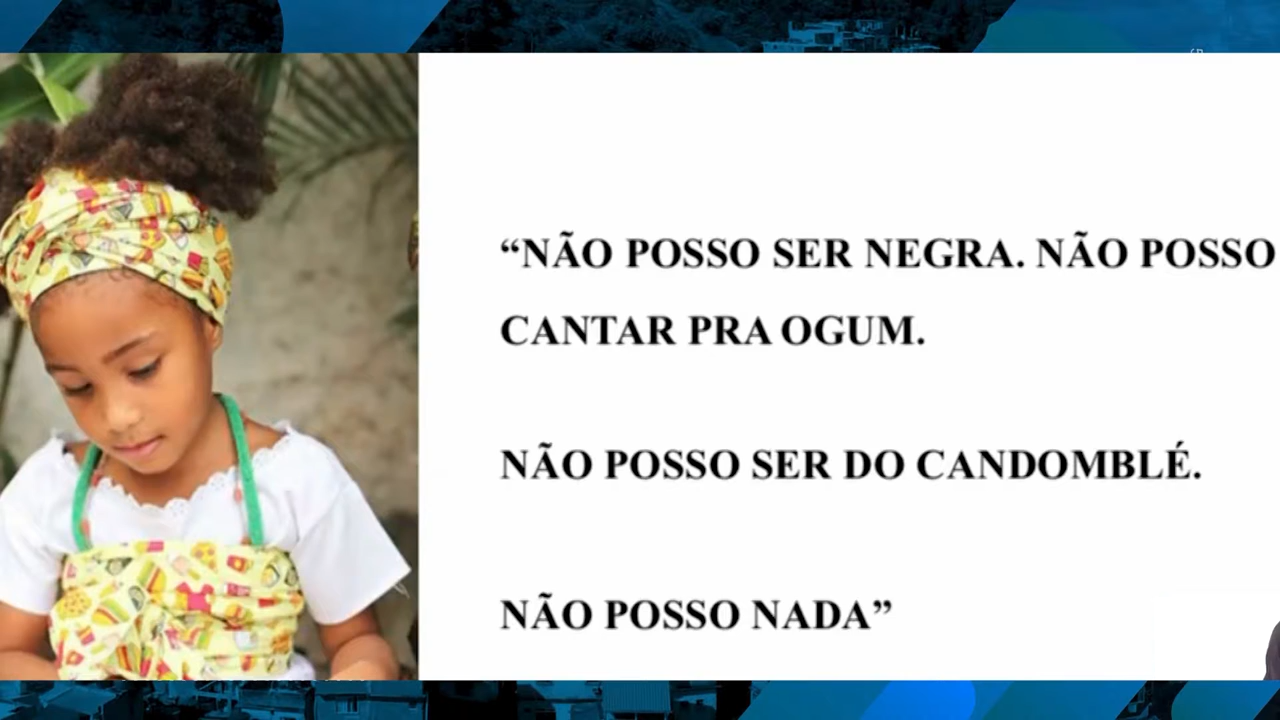 “NÃO POSSO SER NEGRA. NÃO POSSO
CANTAR PRA OGUM.
NÃO POSSO SER DO CANDOMBLÉ.
NÃO POSSO NADA”